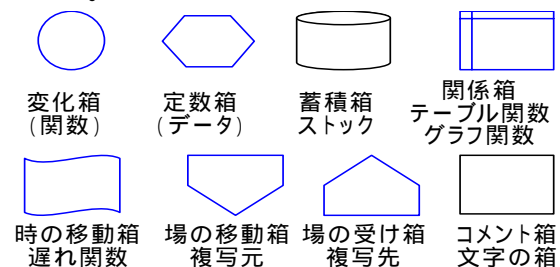 変化箱
(関数)
定数箱
(データ)
蓄積箱
ストック
関係箱
テーブル関数
グラフ関数
時の移動箱
遅れ関数
場の移動箱
複写元
場の受け箱
複写先
コメント箱
文字の箱